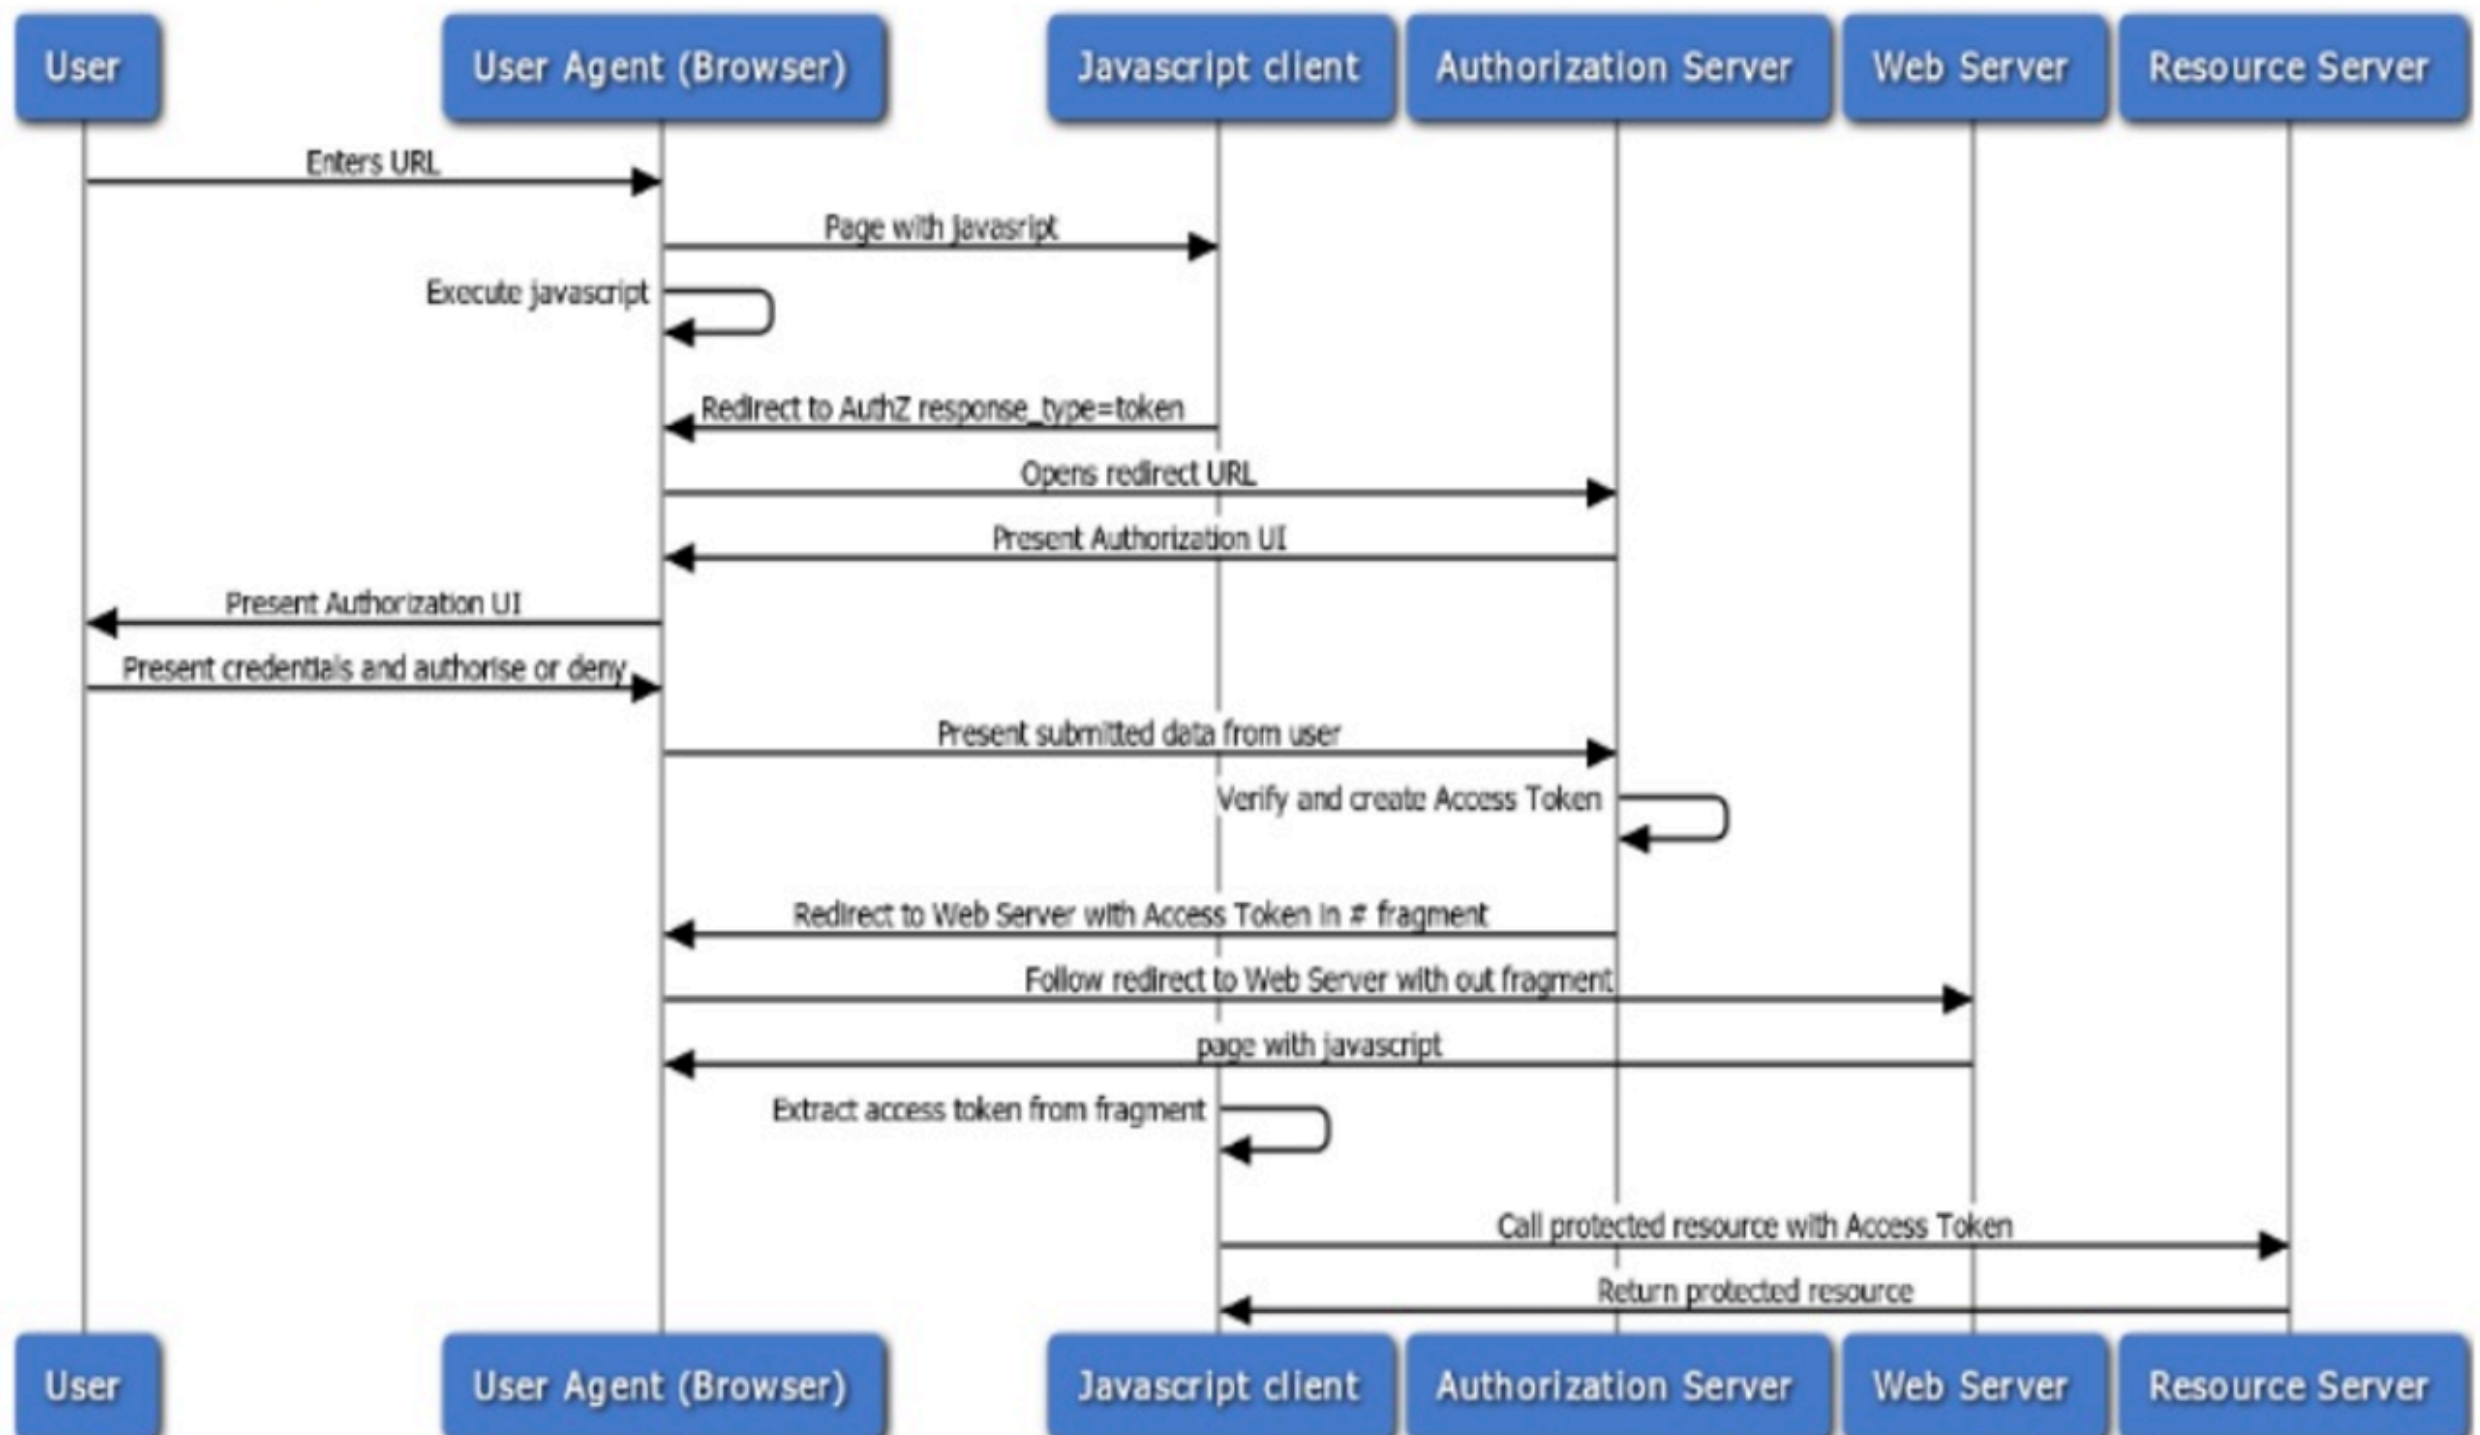 User
User Agent (Browser)
Javascript client
Authorization Server
Web Server
Resource Server
Enters URL
Page with javasript
Execute javascript
Redirect to AuthZ response_type=token
Opens redirect URL
Present Authorization UI
Present Authorization UI
Present credentials and authorise or deny
Present submitted data from user
Verify and create Access Token
Redirect to Web Server with Access Token in # fragment
Follow redirect to Web Server with out fragment
page with javascript
Extract access token from fragment
Call protected resource with Access Token
Return protected resource
User
User Agent (Browser)
Javascript client
Authorization Server
Web Server
Resource Server